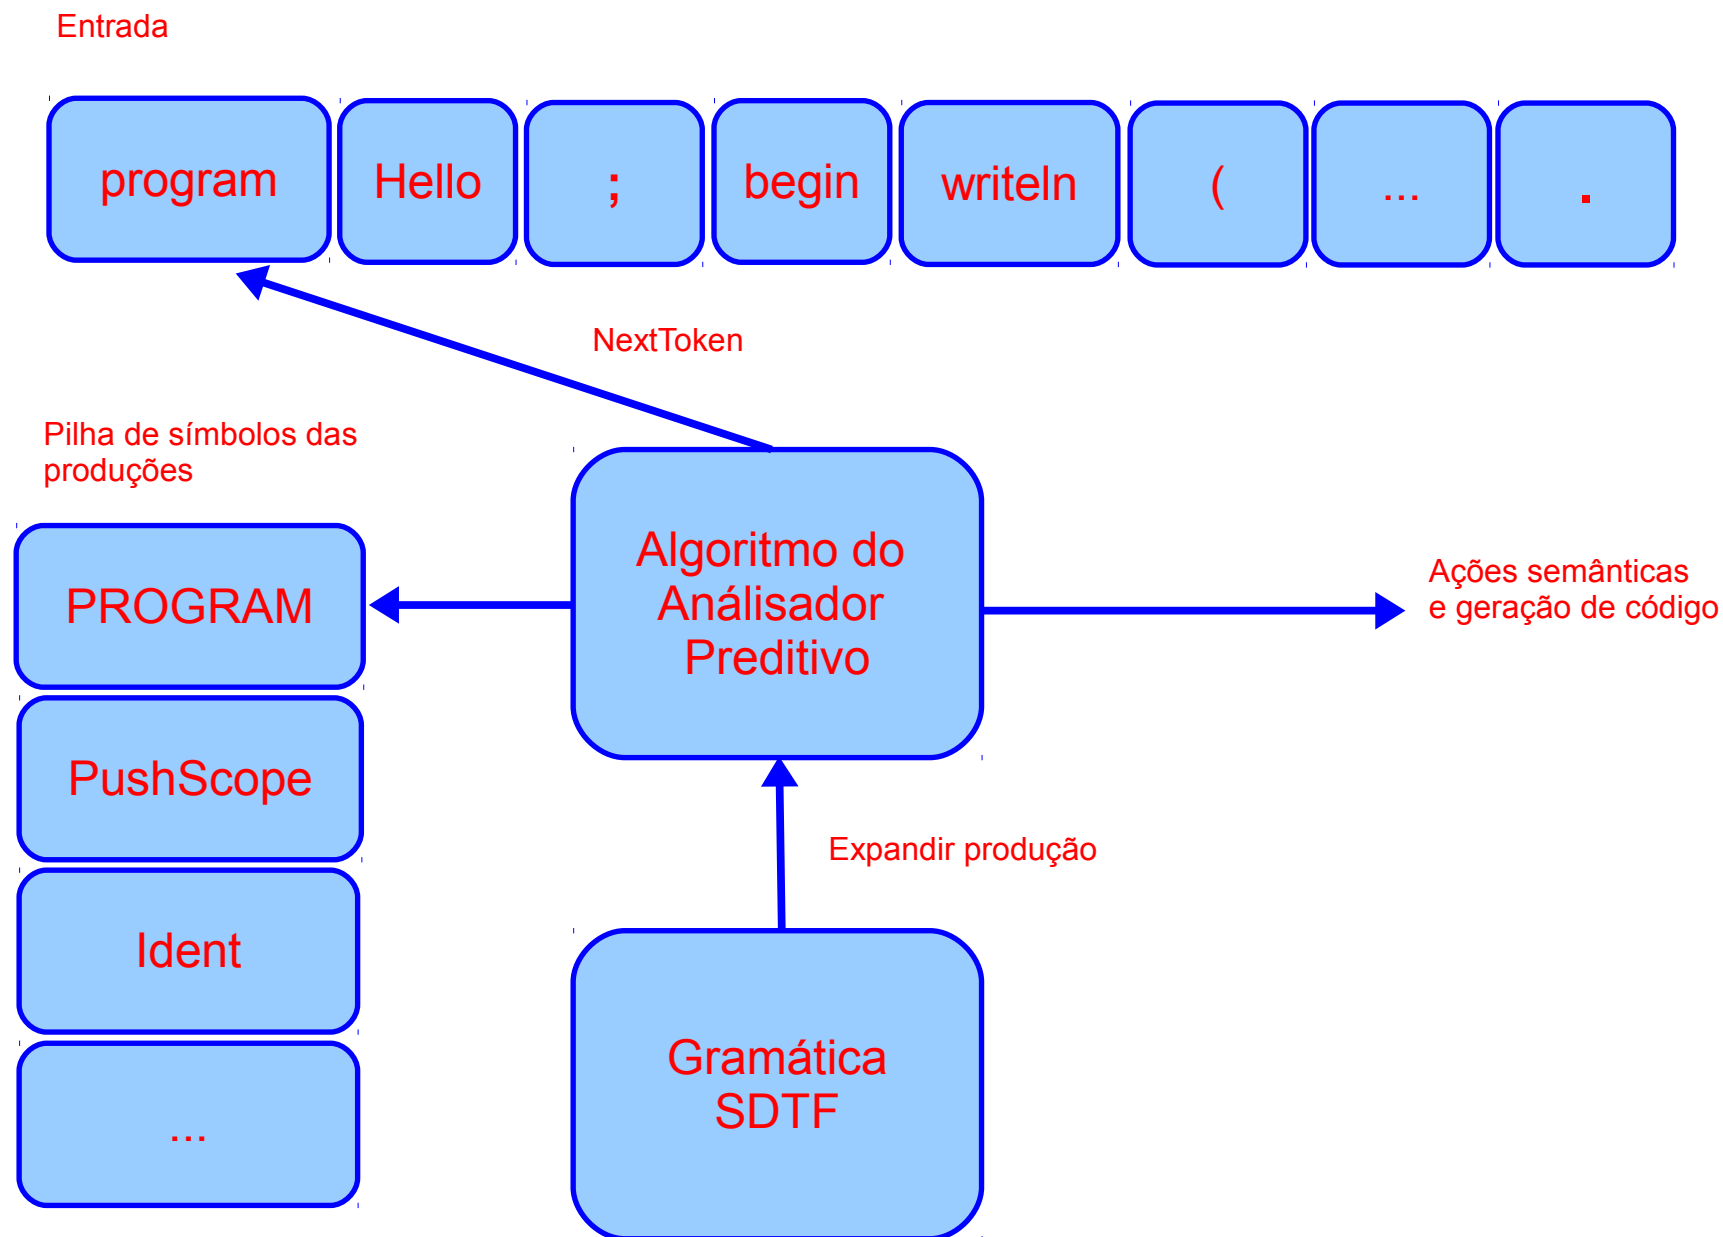 Entrada
program
Hello
;
begin
writeln
(
...
.
NextToken
Pilha de símbolos das
produções
Algoritmo do
Análisador
Preditivo
PROGRAM
Ações semânticas
e geração de código
PushScope
Expandir produção
Ident
Gramática
SDTF
...